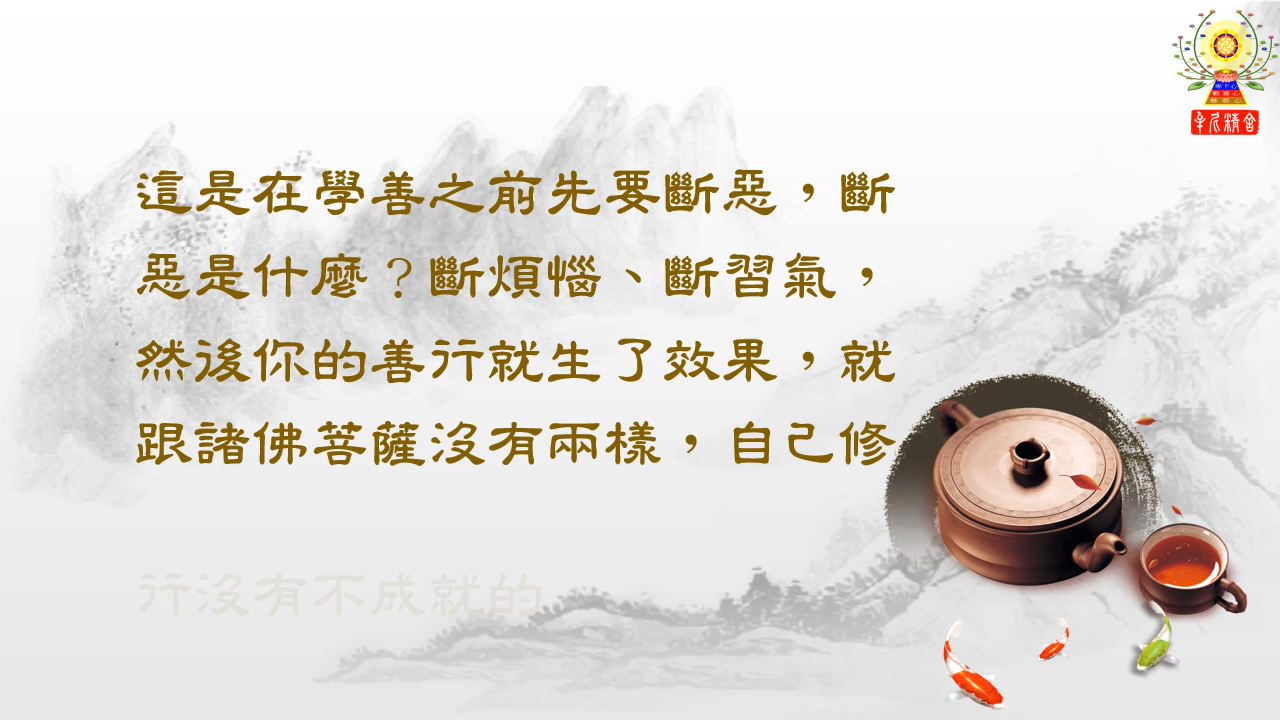 這是在學善之前先要斷惡，斷
惡是什麼？斷煩惱、斷習氣，
然後你的善行就生了效果，就
跟諸佛菩薩沒有兩樣，自己修
行沒有不成就的